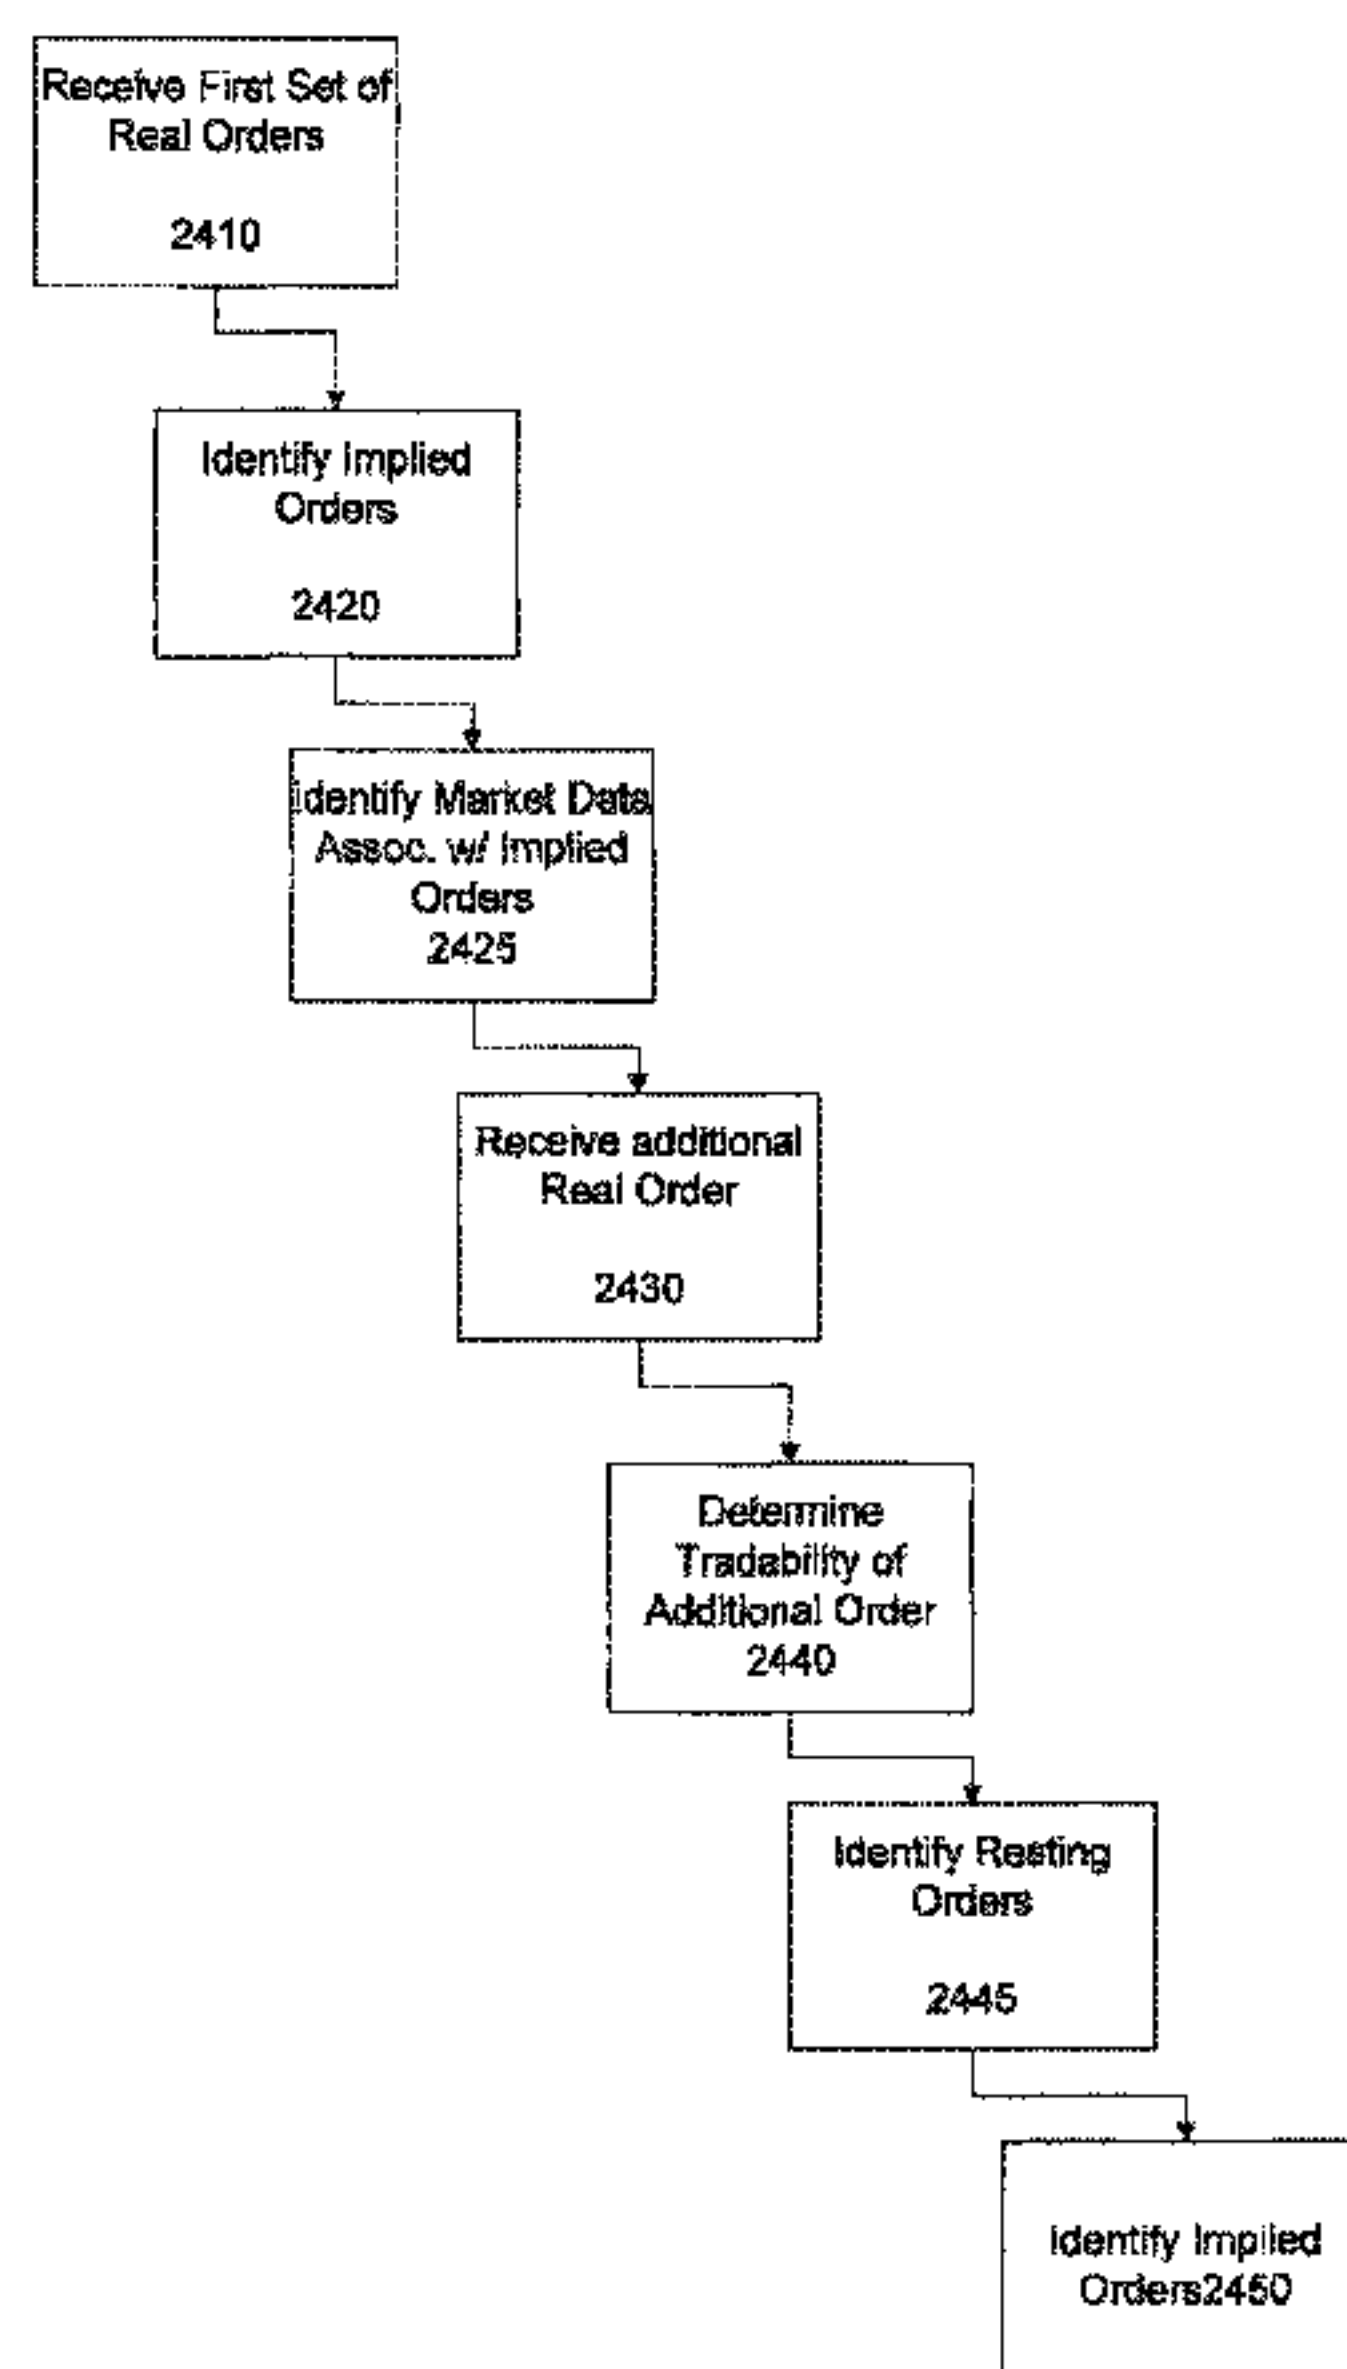 Receive First Set of
Real Orders
2410
Identify Implied
Orders
2420
Identify Market Data
Assoc. w/ Implied
Orders
2425
Receive additional
Real Order
2430
Determine
Tradability of
Additional Order
2440
Identify Resting
Orders
2445
Identify Implied
Orders2450